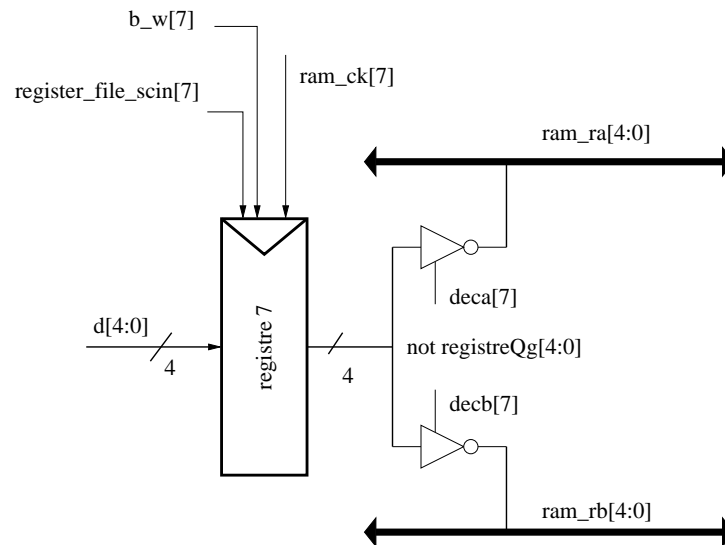 b_w[7]
ram_ck[7]
register_file_scin[7]
ram_ra[4:0]
deca[7]
d[4:0]
4
registre 7
4
not registreQg[4:0]
decb[7]
ram_rb[4:0]